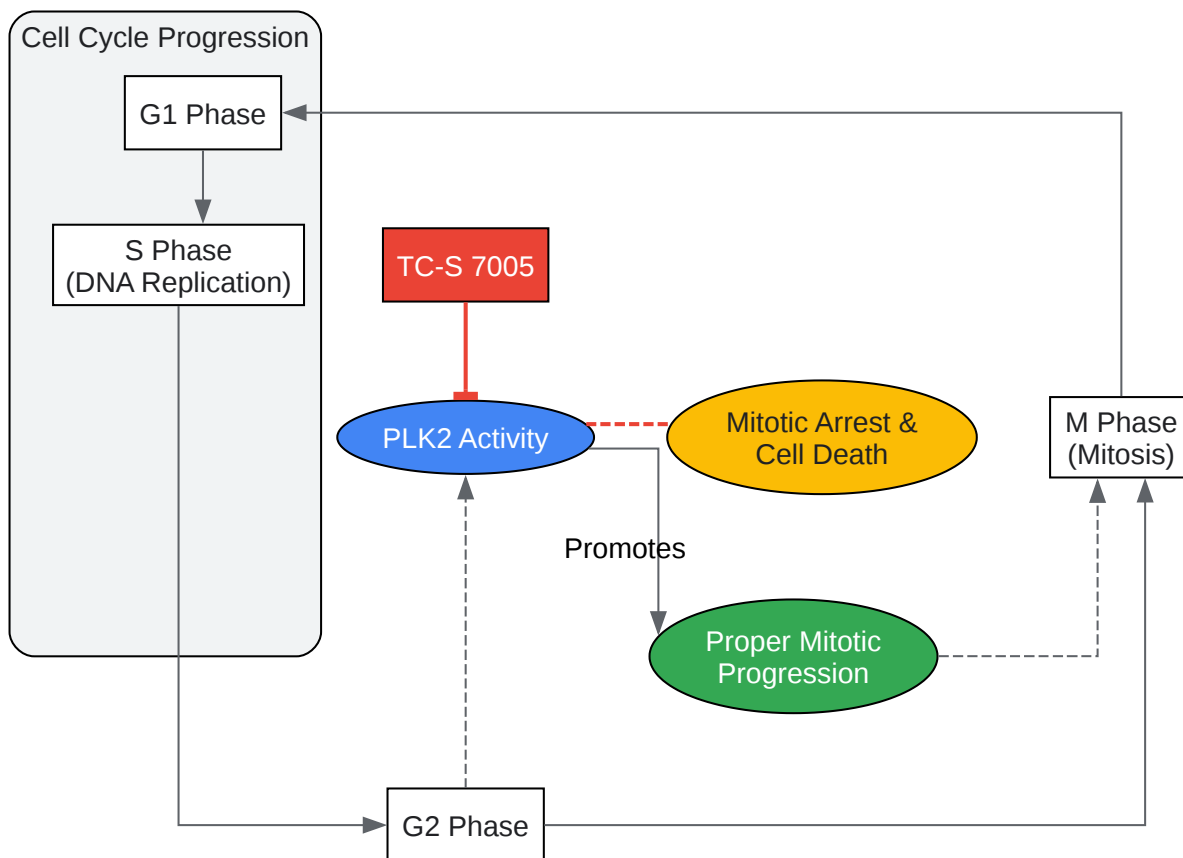 Cell Cycle Progression
G1 Phase
S Phase
(DNA Replication)
TC-S 7005
PLK2 Activity
Mitotic Arrest &
Cell Death
M Phase
(Mitosis)
Promotes
Proper Mitotic
Progression
G2 Phase